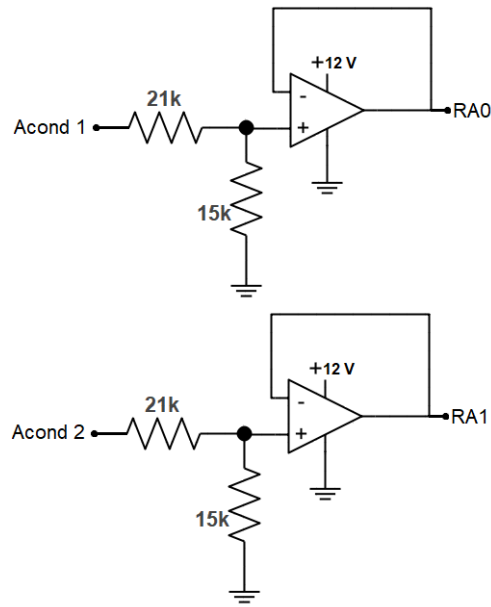 +12 V
21k
-
Acond 1
+
RA0
15k
+12 V
21k
-
Acond 2
+
RA1
15k